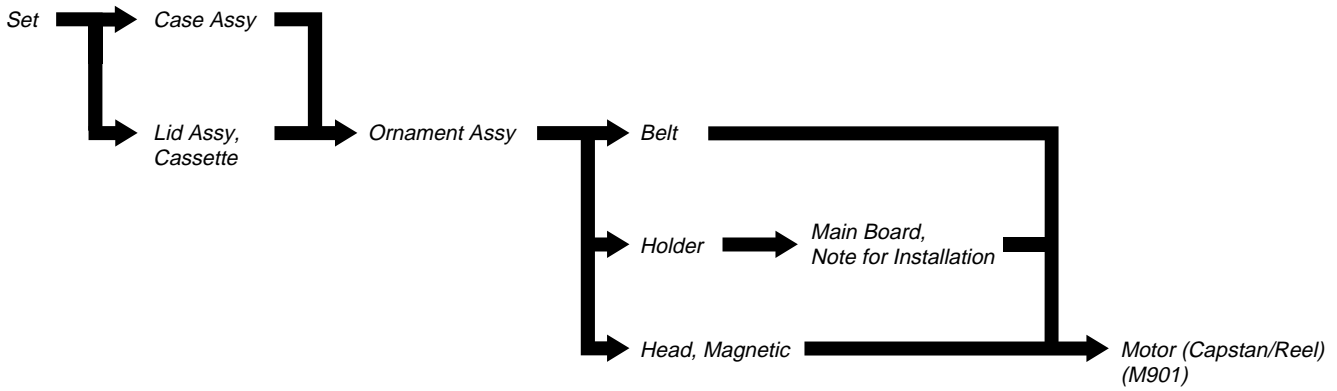 Set
Case Assy
Lid Assy,
Cassette
Ornament Assy
Belt
Holder
Main Board,
Note for Installation
Head, Magnetic
Motor (Capstan/Reel)
(M901)